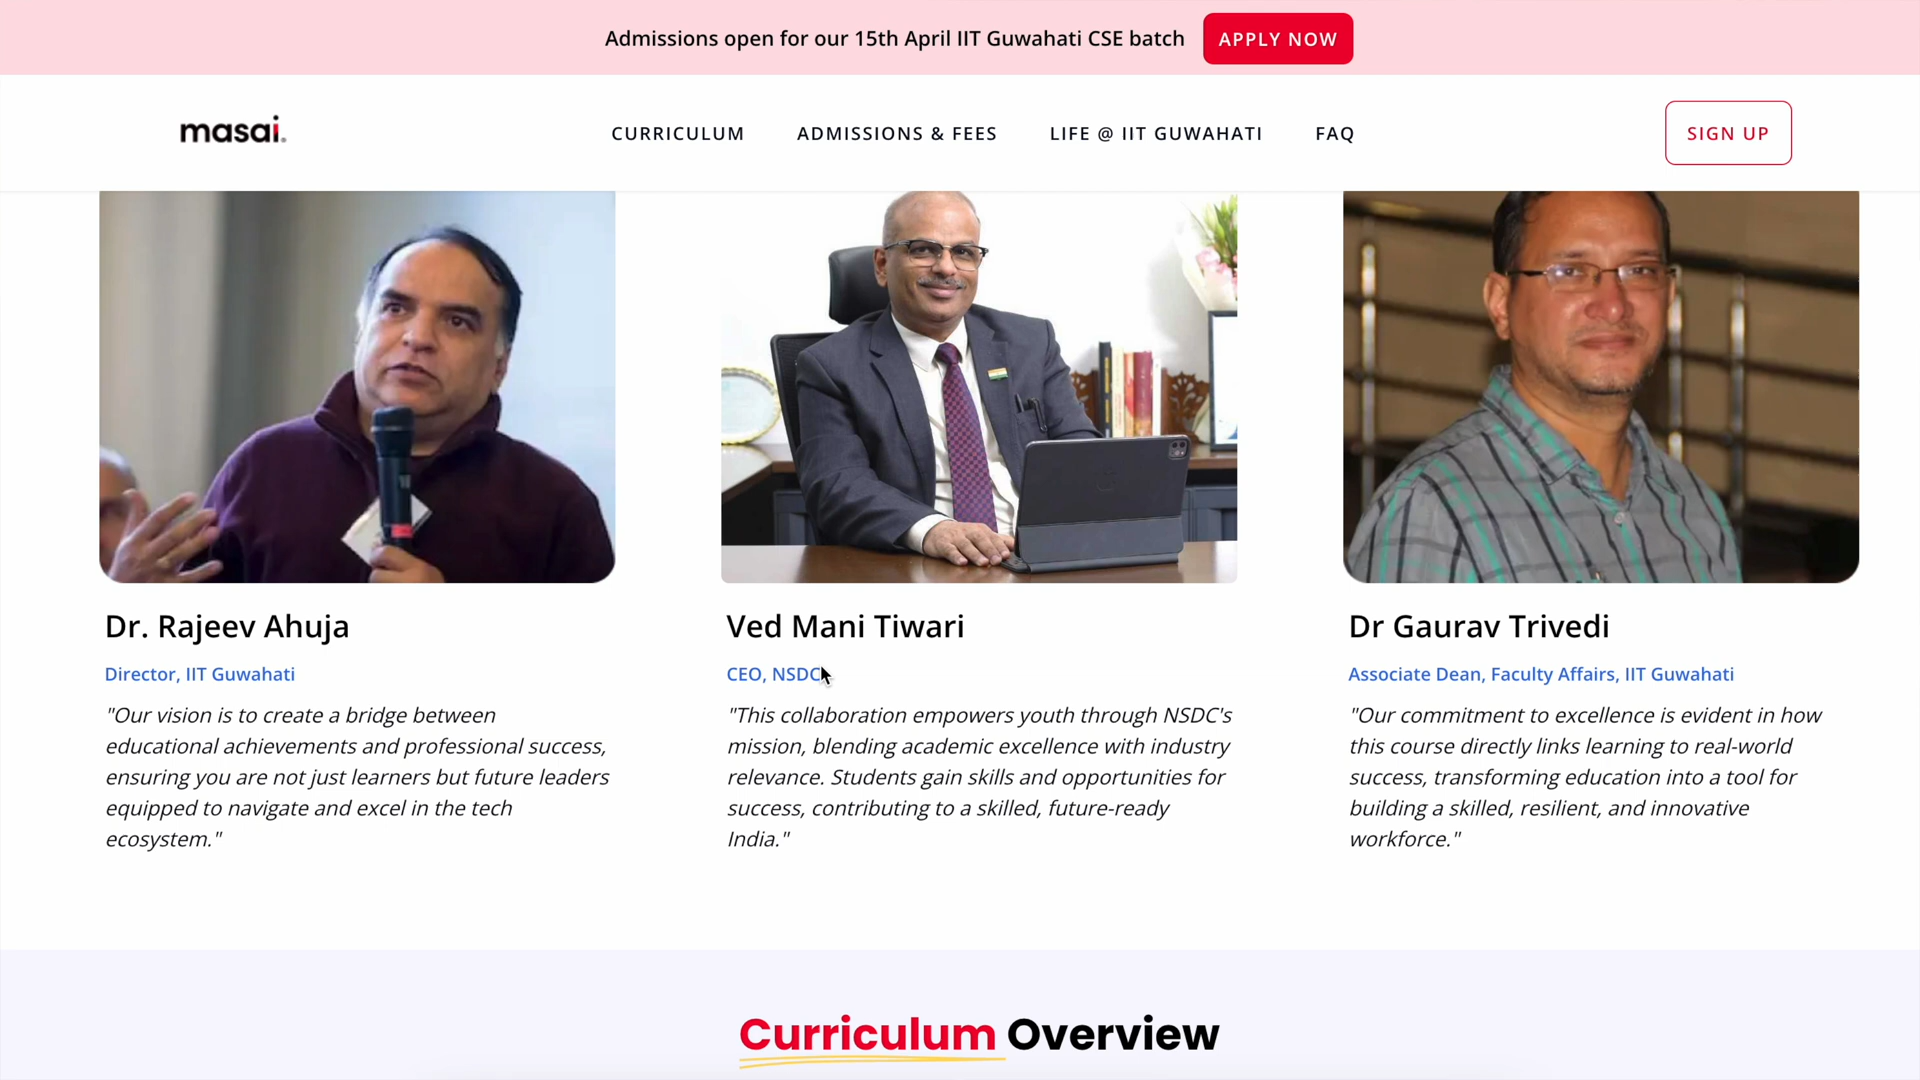 Admissions open for our 15th April IIT Guwahati CSE batch APPLY NOW
masai. CURRICULUM ADMISSIONS & FEES LIFE @ IIT GUWAHATI FAQ SIGN UP
Dr. Rajeev Ahuja
Director, IIT Guwahati
"Our vision is to create a bridge between
educational achievements and professional success,
ensuring you are not just learners but future leaders
equipped to navigate and excel in the tech
ecosystem."
Ved Mani Tiwari
CEO, NSDC
"This collaboration empowers youth through NSDC's
mission, blending academic excellence with industry
relevance. Students gain skills and opportunities for
success, contributing to a skilled, future-ready
India."
Dr Gaurav Trivedi
Associate Dean, Faculty Affairs, IIT Guwahati
"Our commitment to excellence is evident in how
this course directly links learning to real-world
success, transforming education into a tool for
building a skilled, resilient, and innovative
workforce."
Curriculum Overview